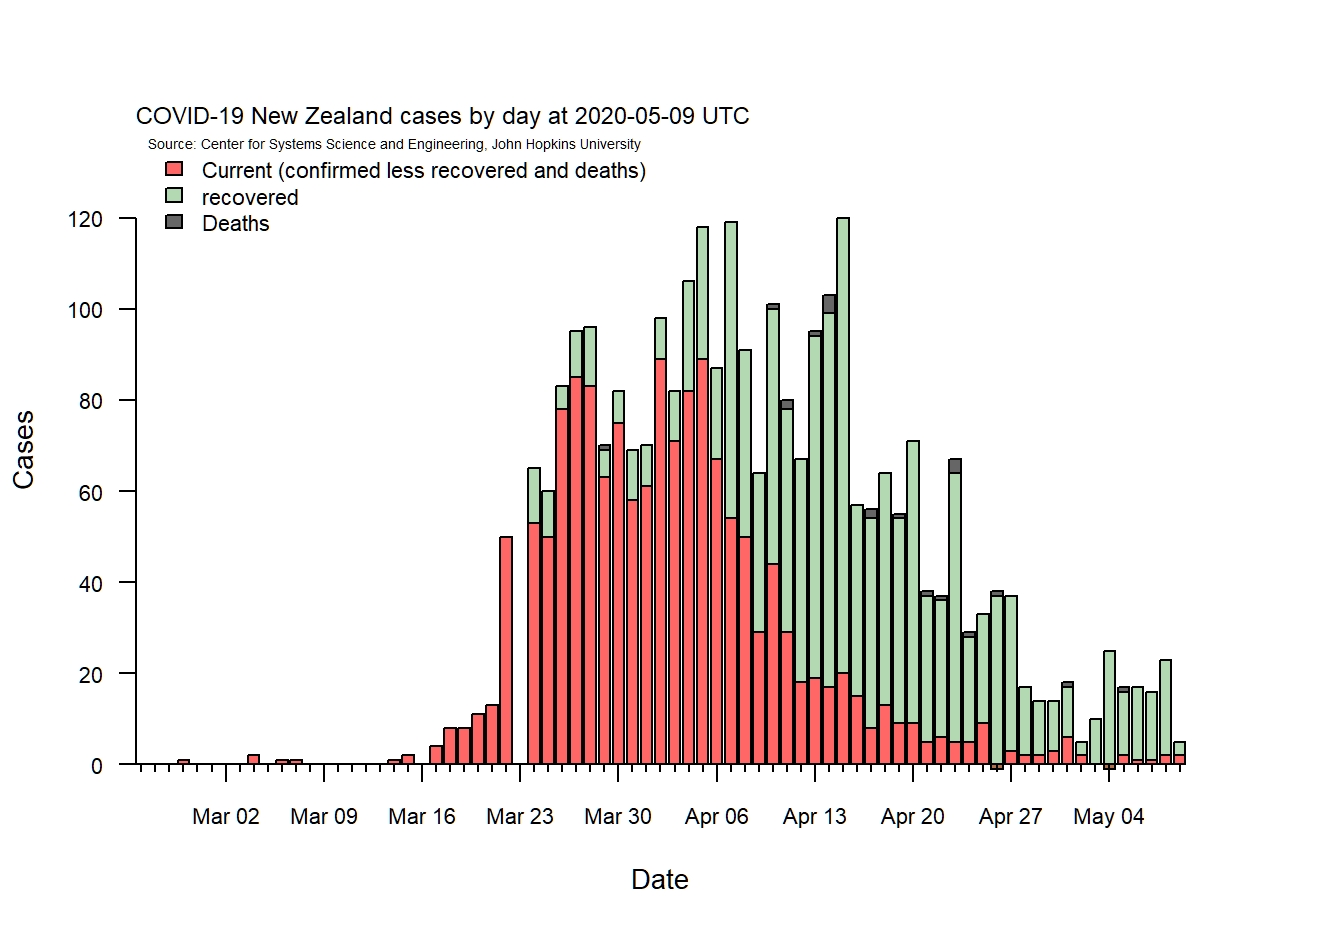 COVID-19 New Zealand cases by day at 2020-05-09 UTC
Source: Center for Systems Science and Engineering, John Hopkins University
Current (confirmed less recovered and deaths)
recovered
Deaths
120
100
80
60
40
20
0
Cases
Mar 02 Mar 09 Mar 16 Mar 23 Mar 30 Apr 06 Apr 13 Apr 20 Apr 27 May 04
Date